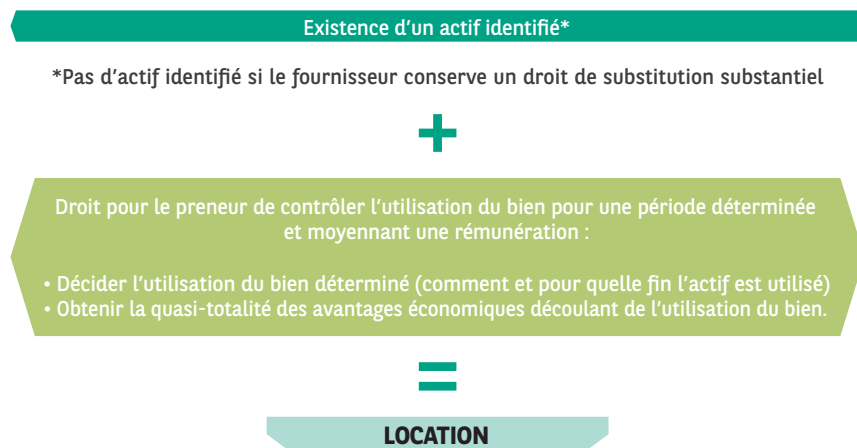 Existence d'un actif identifié*
*Pas d'actif identifié si le fournisseur conserve un droit de substitution substantiel
+
Droit pour le preneur de contrôler l'utilisation du bien pour une période déterminée
et moyennant une rémunération :
• Décider l'utilisation du bien déterminé (comment et pour quelle fin l'actif est utilisé)
• Obtenir la quasi-totalité des avantages économiques découlant de l'utilisation du bien.
=
LOCATION